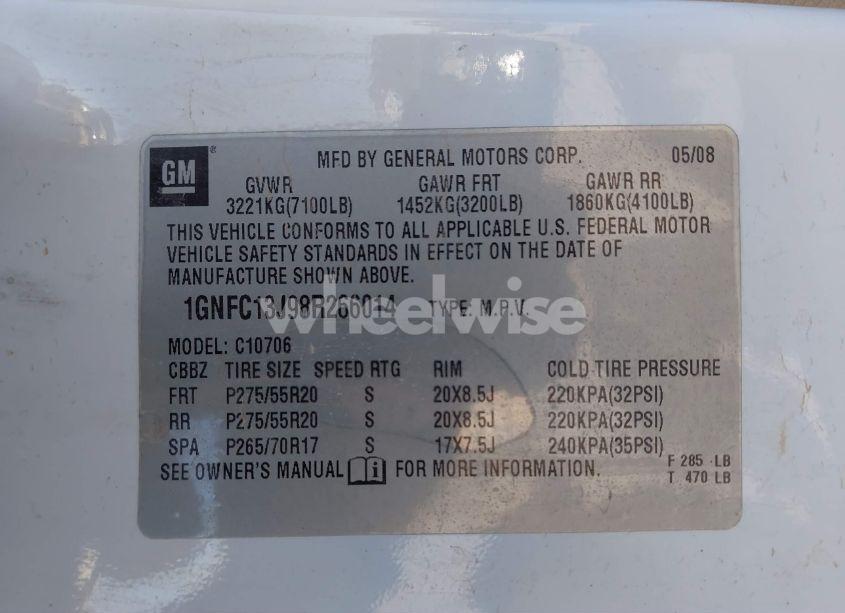 GM ® MFD BY GENERAL MOTORS CORP. 05/08
GVWR GAWR FRT GAWR RR
3221KG(7100LB) 1452KG(3200LB) 1860KG(4100LB)
THIS VEHICLE CONFORMS TO ALL APPLICABLE U.S. FEDERAL MOTOR
VEHICLE SAFETY STANDARDS IN EFFECT ON THE DATE OF
MANUFACTURE SHOWN ABOVE.
1GNFC13J98R266014 TYPE: M.P.V.
wheelwise
MODEL: C10706
CBBZ TIRE SIZE SPEED RTG RIM COLD TIRE PRESSURE
FRT P275/55R20 S 20X8.5J 220KPA(32PSI)
RR P275/55R20 S 20X8.5J 220KPA(32PSI)
SPA P265/70R17 S 17X7.5J 240KPA(35PSI)
SEE OWNER'S MANUAL i FOR MORE INFORMATION.
F 285 LB
T 470 LB